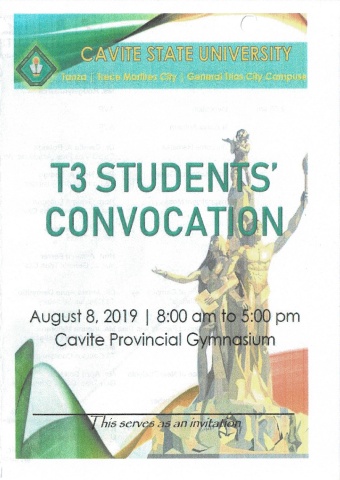 CAVITE STATE UNIVERSITY
Tanza | Trece Martires City | General Trias City Campus
T3 STUDENTS'
CONVOCATION
August 8, 2019 | 8:00 am to 5:00 pm
Cavite Provincial Gymnasium
This serves as an invitation